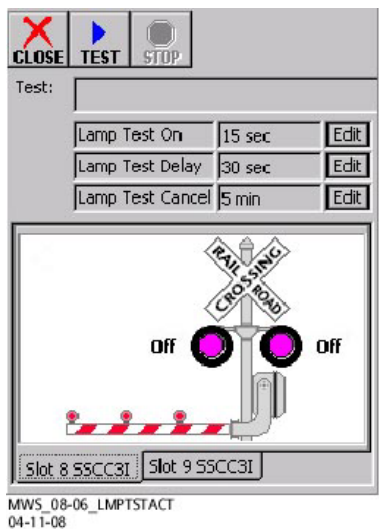 CLOSE TEST STOP
Test:
Lamp Test On 15 sec Edit
Lamp Test Delay 30 sec Edit
Lamp Test Cancel 5 min Edit
RAIL CROSSING ROAD
Off Off
Slot 8 SSCC3I Slot 9 SSCC3I
MWS_08-06_LMPTSTACT
04-11-08